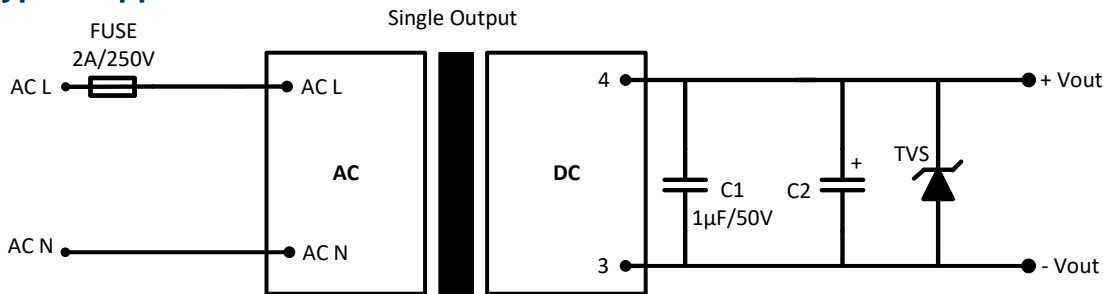 Single Output
FUSE
2A/250V
AC L
AC L
4
+ Vout
AC
DC
TVS
C1
1µF/50V
C2
+
AC N
AC N
3
- Vout